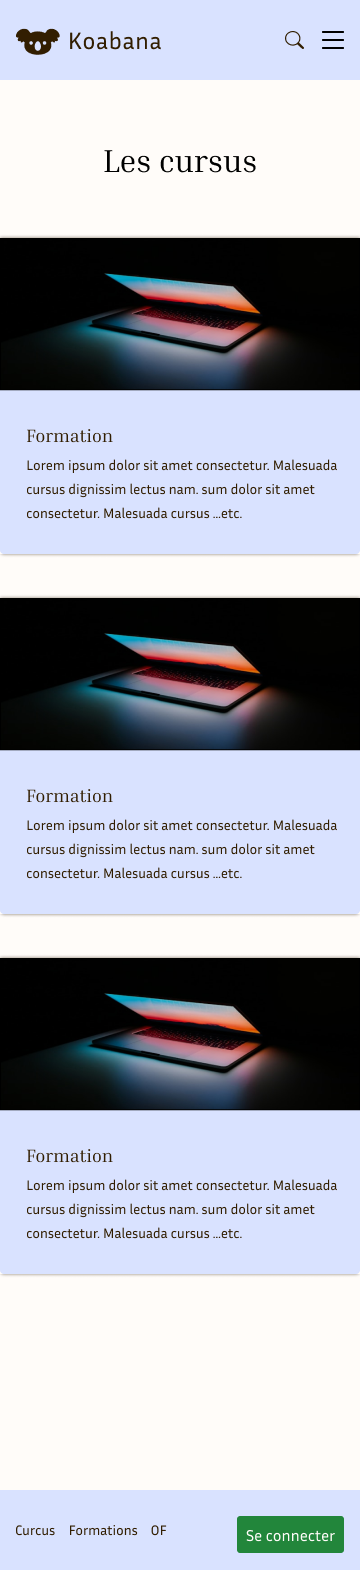 Koabana
Les cursus
Formation
Lorem ipsum dolor sit amet consectetur. Malesuada
cursus dignissim lectus nam. sum dolor sit amet
consectetur. Malesuada cursus ...etc.
Formation
Lorem ipsum dolor sit amet consectetur. Malesuada
cursus dignissim lectus nam. sum dolor sit amet
consectetur. Malesuada cursus ...etc.
Formation
Lorem ipsum dolor sit amet consectetur. Malesuada
cursus dignissim lectus nam. sum dolor sit amet
consectetur. Malesuada cursus ...etc.
Curcus Formations OF Se connecter